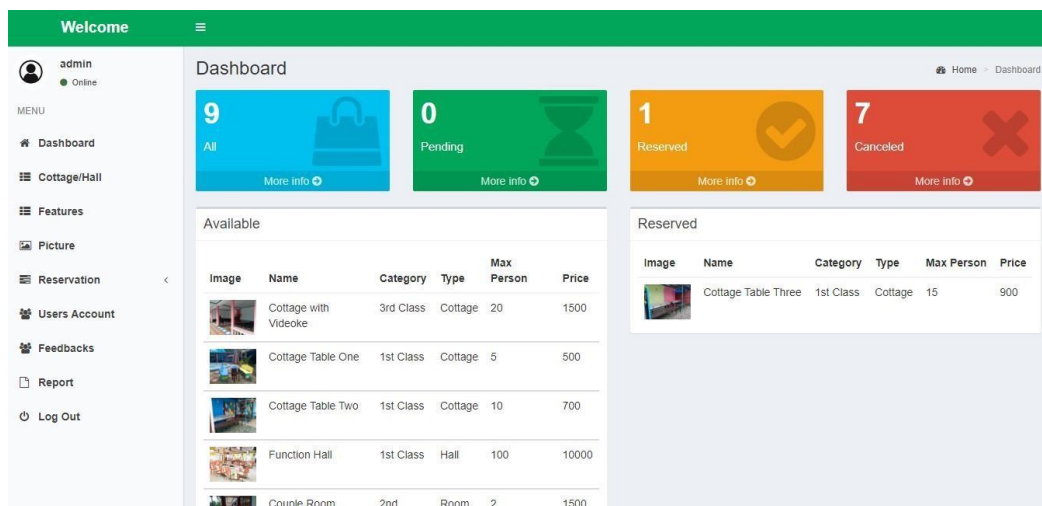 Welcome
admin
Online
MENU
Dashboard
Cottage/Hall
Features
Picture
Reservation
Users Account
Feedbacks
Report
Log Out
Dashboard
Home > Dashboard
9
All
More info
0
Pending
More info
1
Reserved
More info
7
Canceled
More info
Available
Image Name Category Type Max Person Price
Cottage with Videoke 3rd Class Cottage 20 1500
Cottage Table One 1st Class Cottage 5 500
Cottage Table Two 1st Class Cottage 10 700
Function Hall 1st Class Hall 100 10000
Couple Room 2nd Room 2 1500
Reserved
Image Name Category Type Max Person Price
Cottage Table Three 1st Class Cottage 15 900